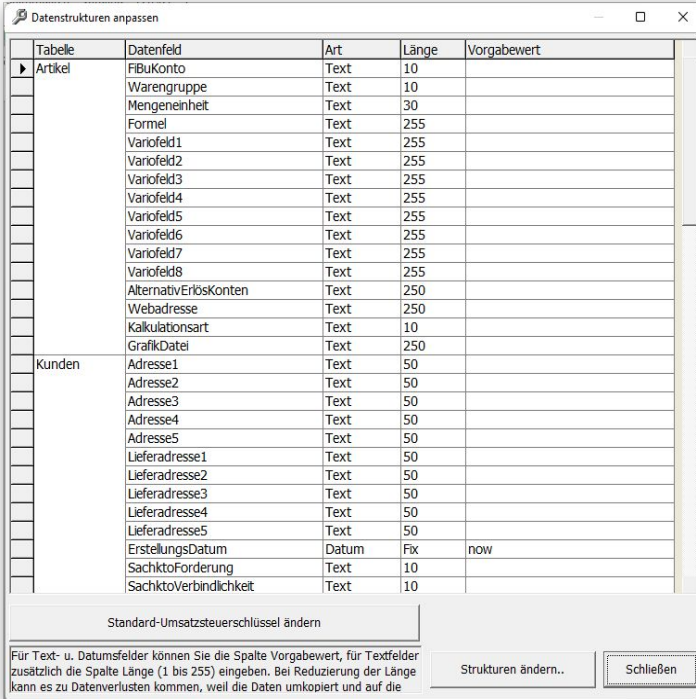 Datenstrukturen anpassen
Tabelle Datenfeld Art Länge Vorgabewert
Artikel FiBuKonto Text 10
Warengruppe Text 10
Mengeneinheit Text 30
Formel Text 255
Variofeld1 Text 255
Variofeld2 Text 255
Variofeld3 Text 255
Variofeld4 Text 255
Variofeld5 Text 255
Variofeld6 Text 255
Variofeld7 Text 255
Variofeld8 Text 255
AlternativErlösKonten Text 250
Webadresse Text 250
Kalkulationsart Text 10
GrafikDatei Text 250
Kunden Adresse1 Text 50
Adresse2 Text 50
Adresse3 Text 50
Adresse4 Text 50
Adresse5 Text 50
Lieferadresse1 Text 50
Lieferadresse2 Text 50
Lieferadresse3 Text 50
Lieferadresse4 Text 50
Lieferadresse5 Text 50
ErstellungsDatum Datum Fix now
SachktoForderung Text 10
SachktoVerbindlichkeit Text 10
Standard-Umsatzsteuerschlüssel ändern
Für Text- u. Datumsfelder können Sie die Spalte Vorgabewert, für Textfelder
zusätzlich die Spalte Länge (1 bis 255) eingeben. Bei Reduzierung der Länge
kann es zu Datenverlusten kommen, weil die Daten umkopiert und auf die
Strukturen ändern..
Schließen